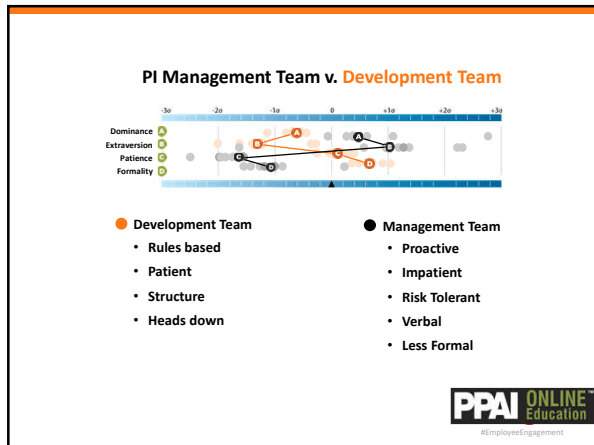 PI Management Team v. Development Team
-3σ -2σ -1σ 0 +1σ +2σ +3σ
Dominance A A A
Extraversion B B B
Patience C C C
Formality D D D
Development Team
• Rules based
• Patient
• Structure
• Heads down
Management Team
• Proactive
• Impatient
• Risk Tolerant
• Verbal
• Less Formal
PPAI ONLINE™
Education
#EmployeeEngagement